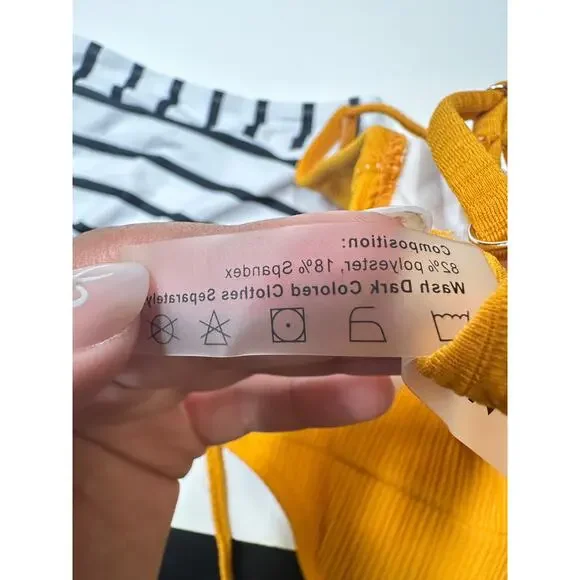 Composition:
82% polyester, 18% Spandex
Wash Dark Colored Clothes Separately